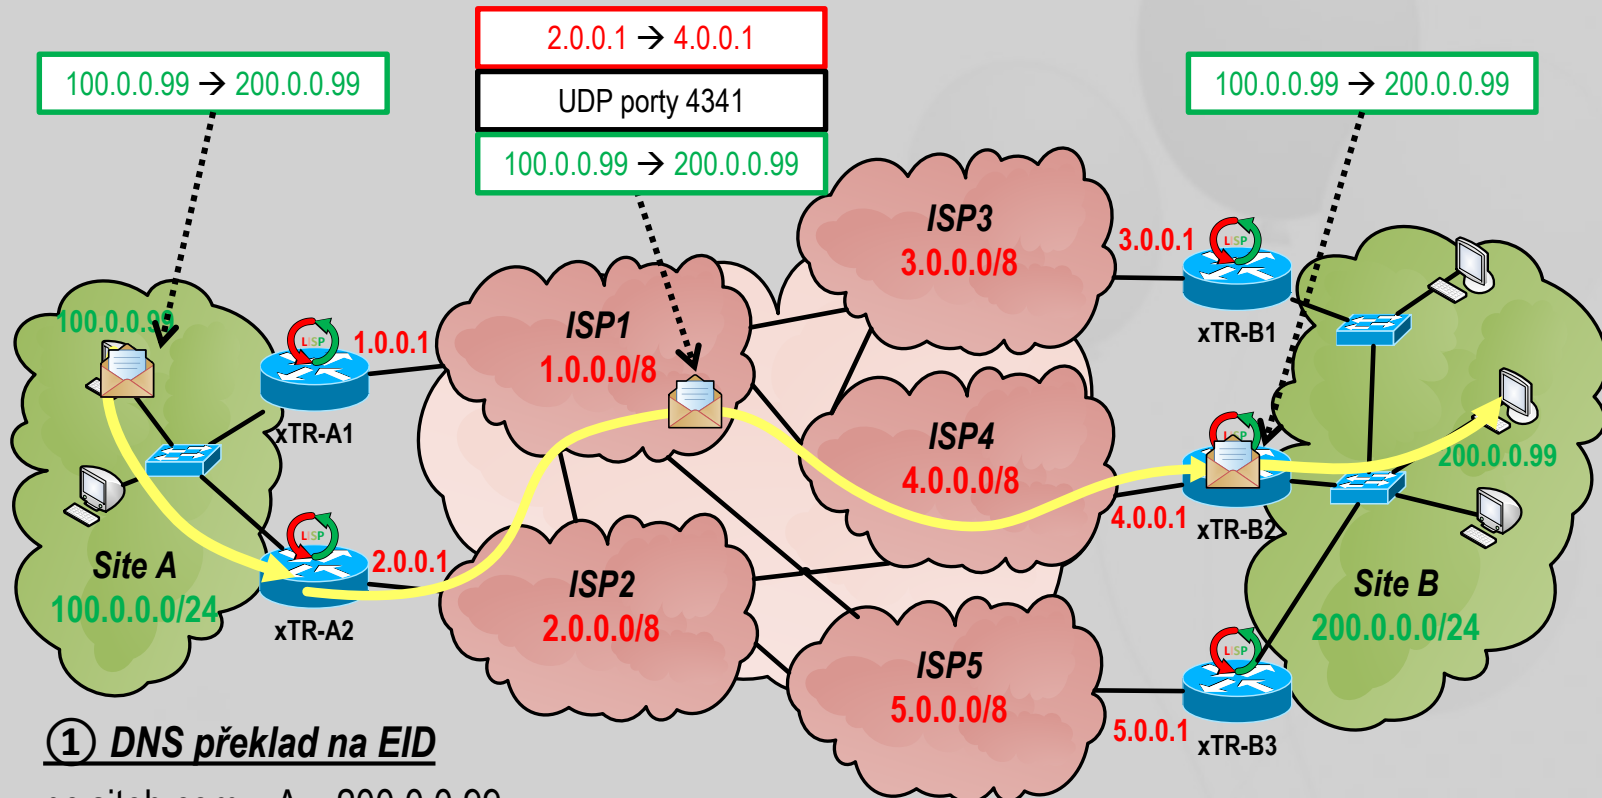 2.0.0.1 → 4.0.0.1
100.0.0.99 → 200.0.0.99
UDP porty 4341
100.0.0.99 → 200.0.0.99
100.0.0.99 → 200.0.0.99
ISP3
3.0.0.0/8
3.0.0.1
LISP
xTR-B1
100.0.0.99
LISP
1.0.0.1
xTR-A1
ISP1
1.0.0.0/8
ISP4
4.0.0.0/8
4.0.0.1
xTR-B2
200.0.0.99
Site A
100.0.0.0/24
LISP
2.0.0.1
xTR-A2
ISP2
2.0.0.0/8
Site B
200.0.0.0/24
ISP5
5.0.0.0/8
5.0.0.1
LISP
xTR-B3
① DNS překlad na EID